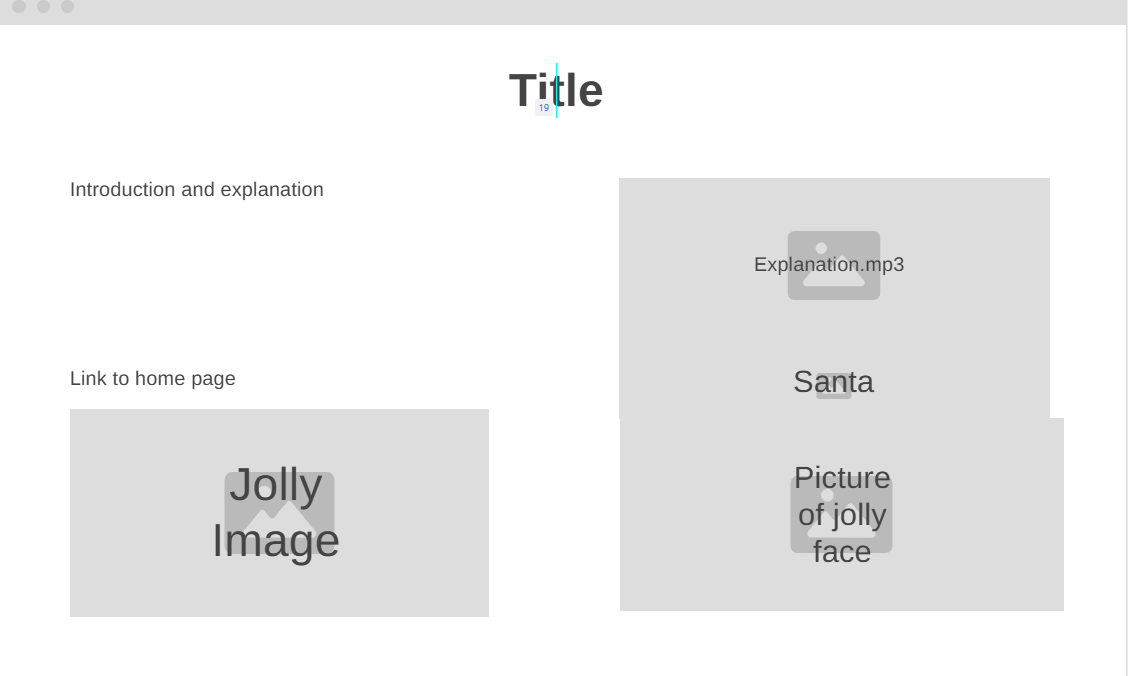 Title
19
Introduction and explanation
Explanation.mp3
Link to home page
Santa
Jolly
Image
Picture
of jolly
face